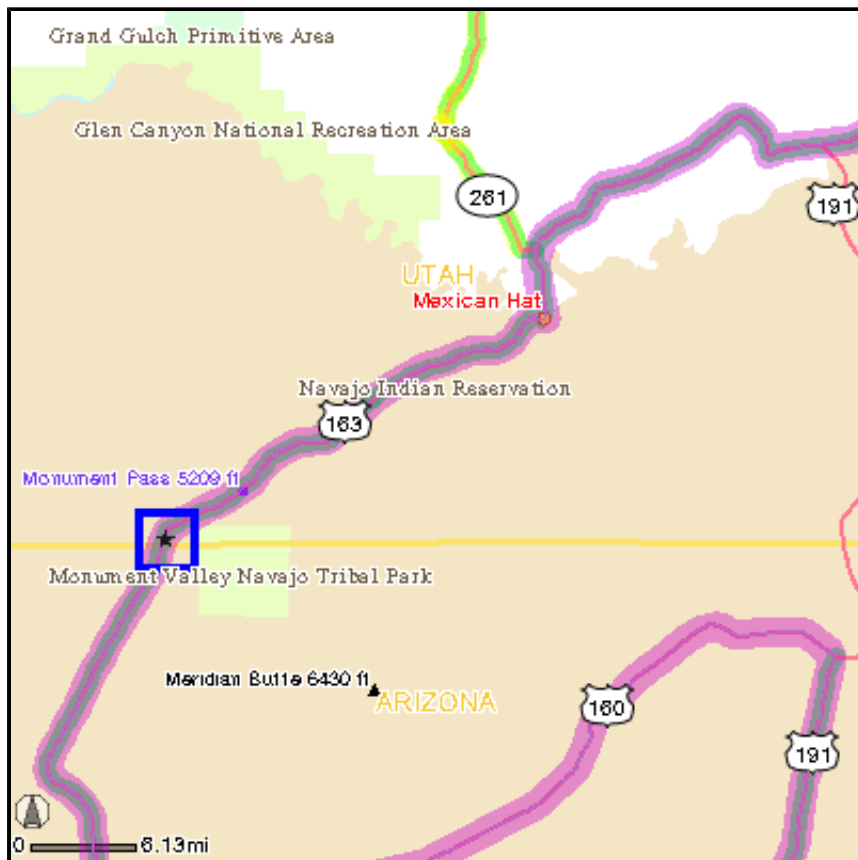 Grand Gulch Primitive Area
Glen Canyon National Recreation Area
261
191
UTAH
Mexican Hat
Navajo Indian Reservation
163
Monument Pass 5209 ft
Monument Valley Navajo Tribal Park
Meridian Butte 6430 ft
ARIZONA
160
191
0 6.13mi